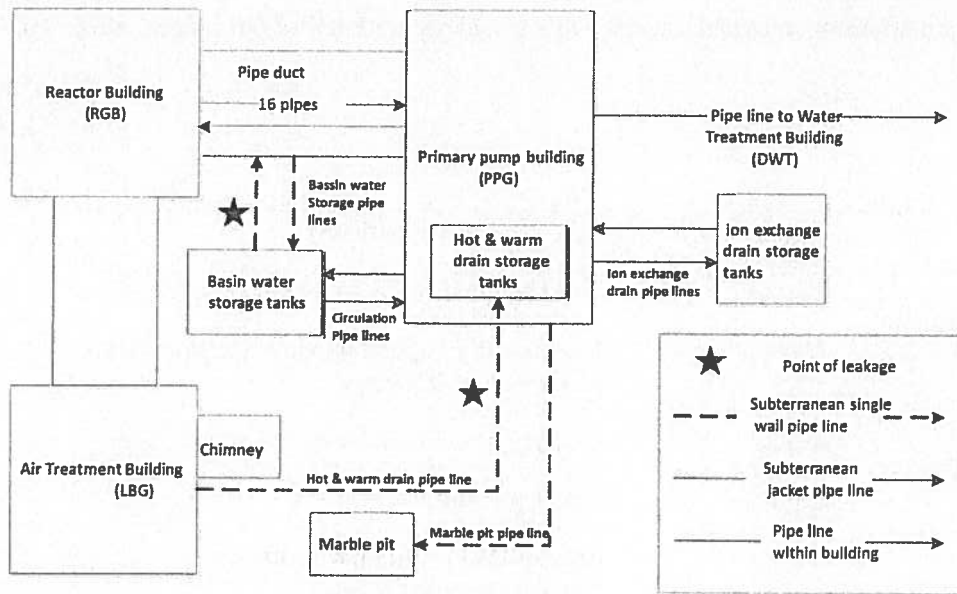 Reactor Building
(RGB)
Pipe duct
16 pipes
Primary pump building
(PPG)
Pipe line to Water
Treatment Building
(DWT)
Bassin water
Storage pipe
lines
Hot & warm
drain storage
tanks
Ion exchange
drain storage
tanks
Ion exchange
drain pipe lines
Basin water
storage tanks
Circulation
Pipe lines
Point of leakage
Subterranean single
wall pipe line
Subterranean
jacket pipe line
Pipe line
within building
Chimney
Air Treatment Building
(LBG)
Hot & warm drain pipe line
Marble pit
Marble pit pipe line